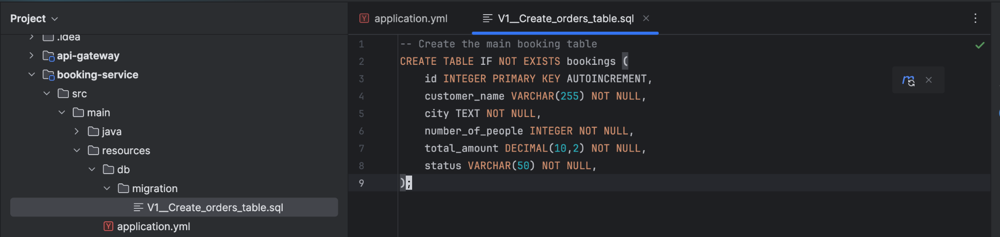 Project
.idea
api-gateway
booking-service
src
main
java
resources
db
migration
V1__Create_orders_table.sql
application.yml
application.yml
V1__Create_orders_table.sql
1 -- Create the main booking table
2 CREATE TABLE IF NOT EXISTS bookings (
3 id INTEGER PRIMARY KEY AUTOINCREMENT,
4 customer_name VARCHAR(255) NOT NULL,
5 city TEXT NOT NULL,
6 number_of_people INTEGER NOT NULL,
7 total_amount DECIMAL(10,2) NOT NULL,
8 status VARCHAR(50) NOT NULL,
9 );